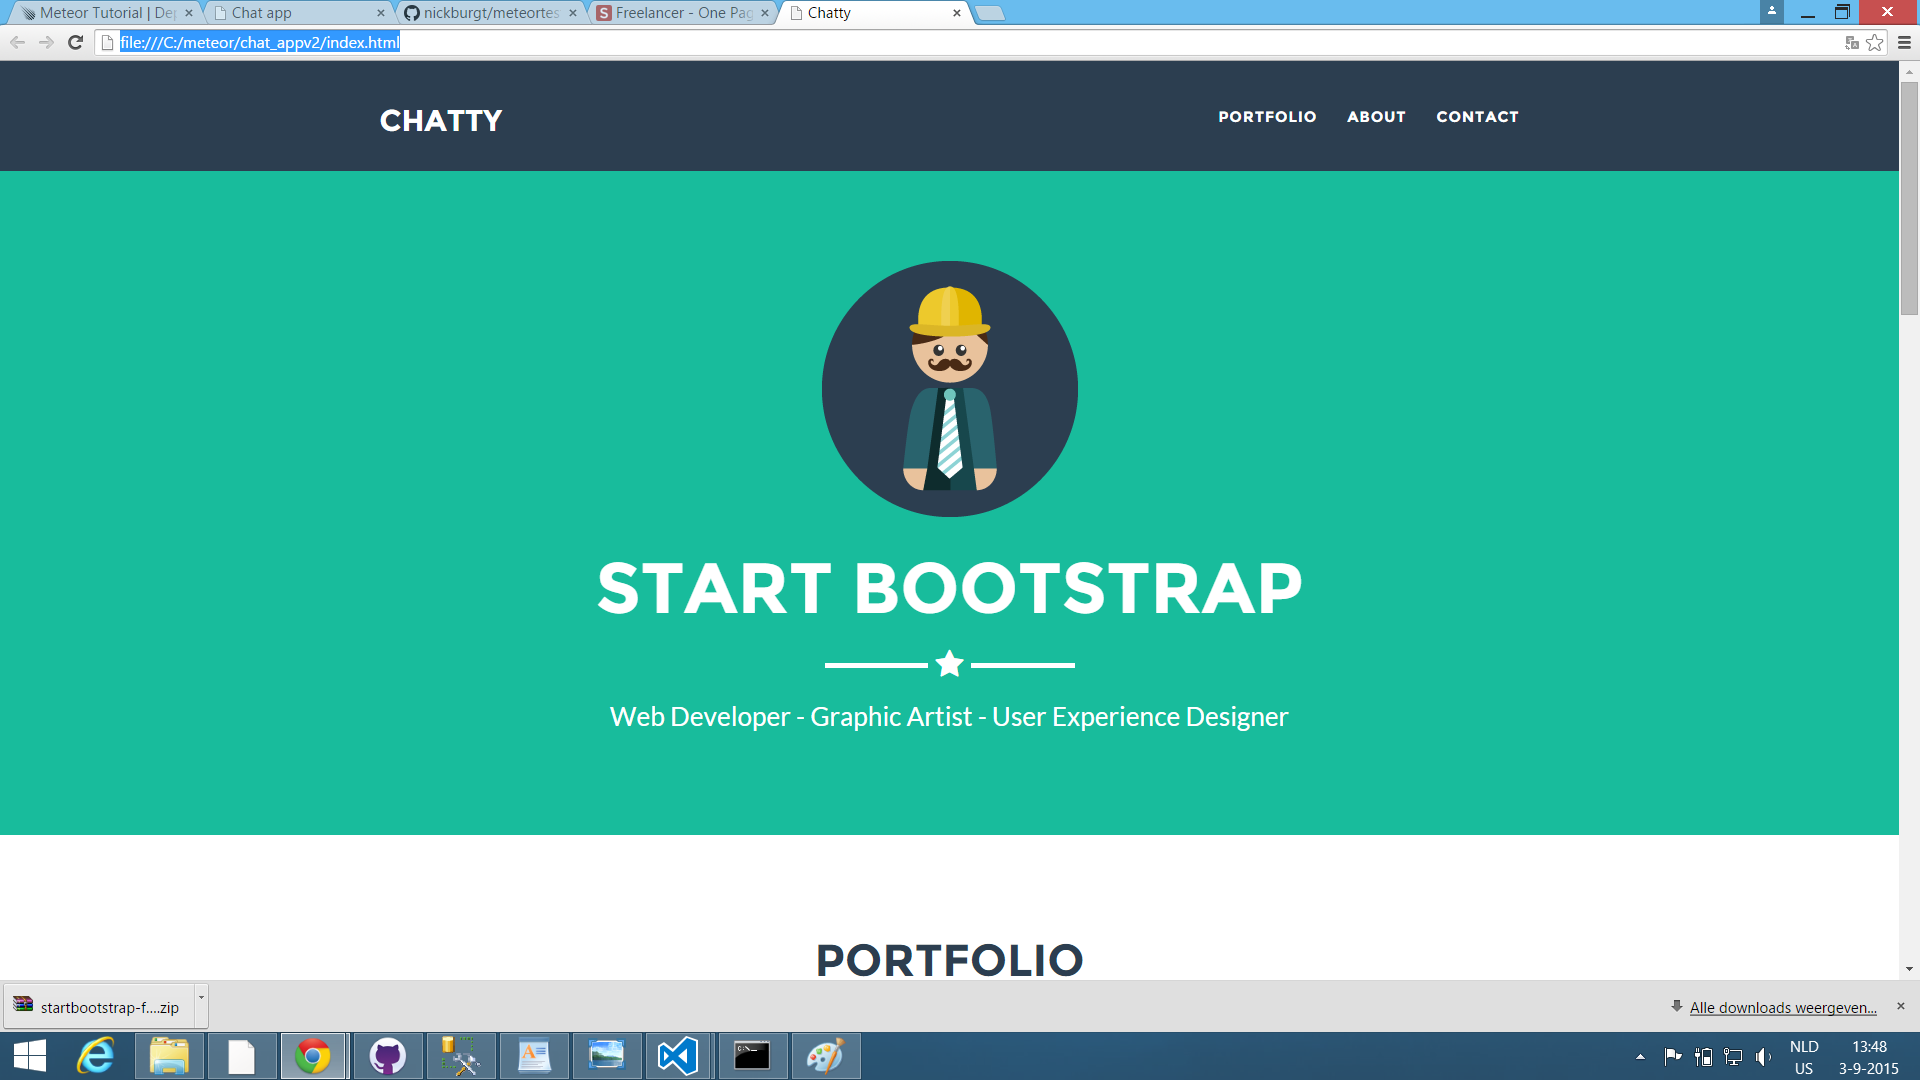 Meteor Tutorial | Dep
Chat app
nickburgt/meteortes
Freelancer - One Pag
Chatty
file:///C:/meteor/chat_appv2/index.html
CHATTY
PORTFOLIO ABOUT CONTACT
START BOOTSTRAP
Web Developer - Graphic Artist - User Experience Designer
PORTFOLIO
startbootstrap-f....zip
Alle downloads weergeven...
NLD
US
13:48
3-9-2015